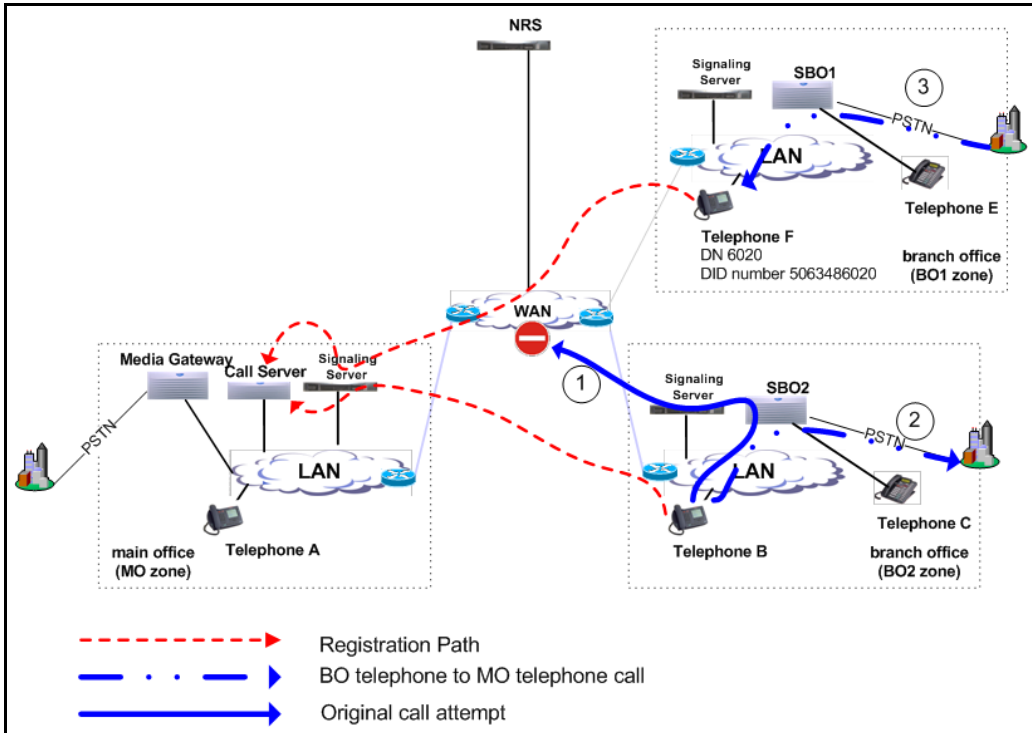 NRS
Signaling
Server
SBO1
3
PSTN
LAN
Telephone E
Telephone F
DN 6020
DID number 5063486020
branch office
(BO1 zone)
WAN
Media Gateway
Call Server
Signaling
Server
PSTN
LAN
Telephone A
main office
(MO zone)
1
Signaling
Server
SBO2
2
PSTN
LAN
Telephone C
Telephone B
branch office
(BO2 zone)
Registration Path
BO telephone to MO telephone call
Original call attempt